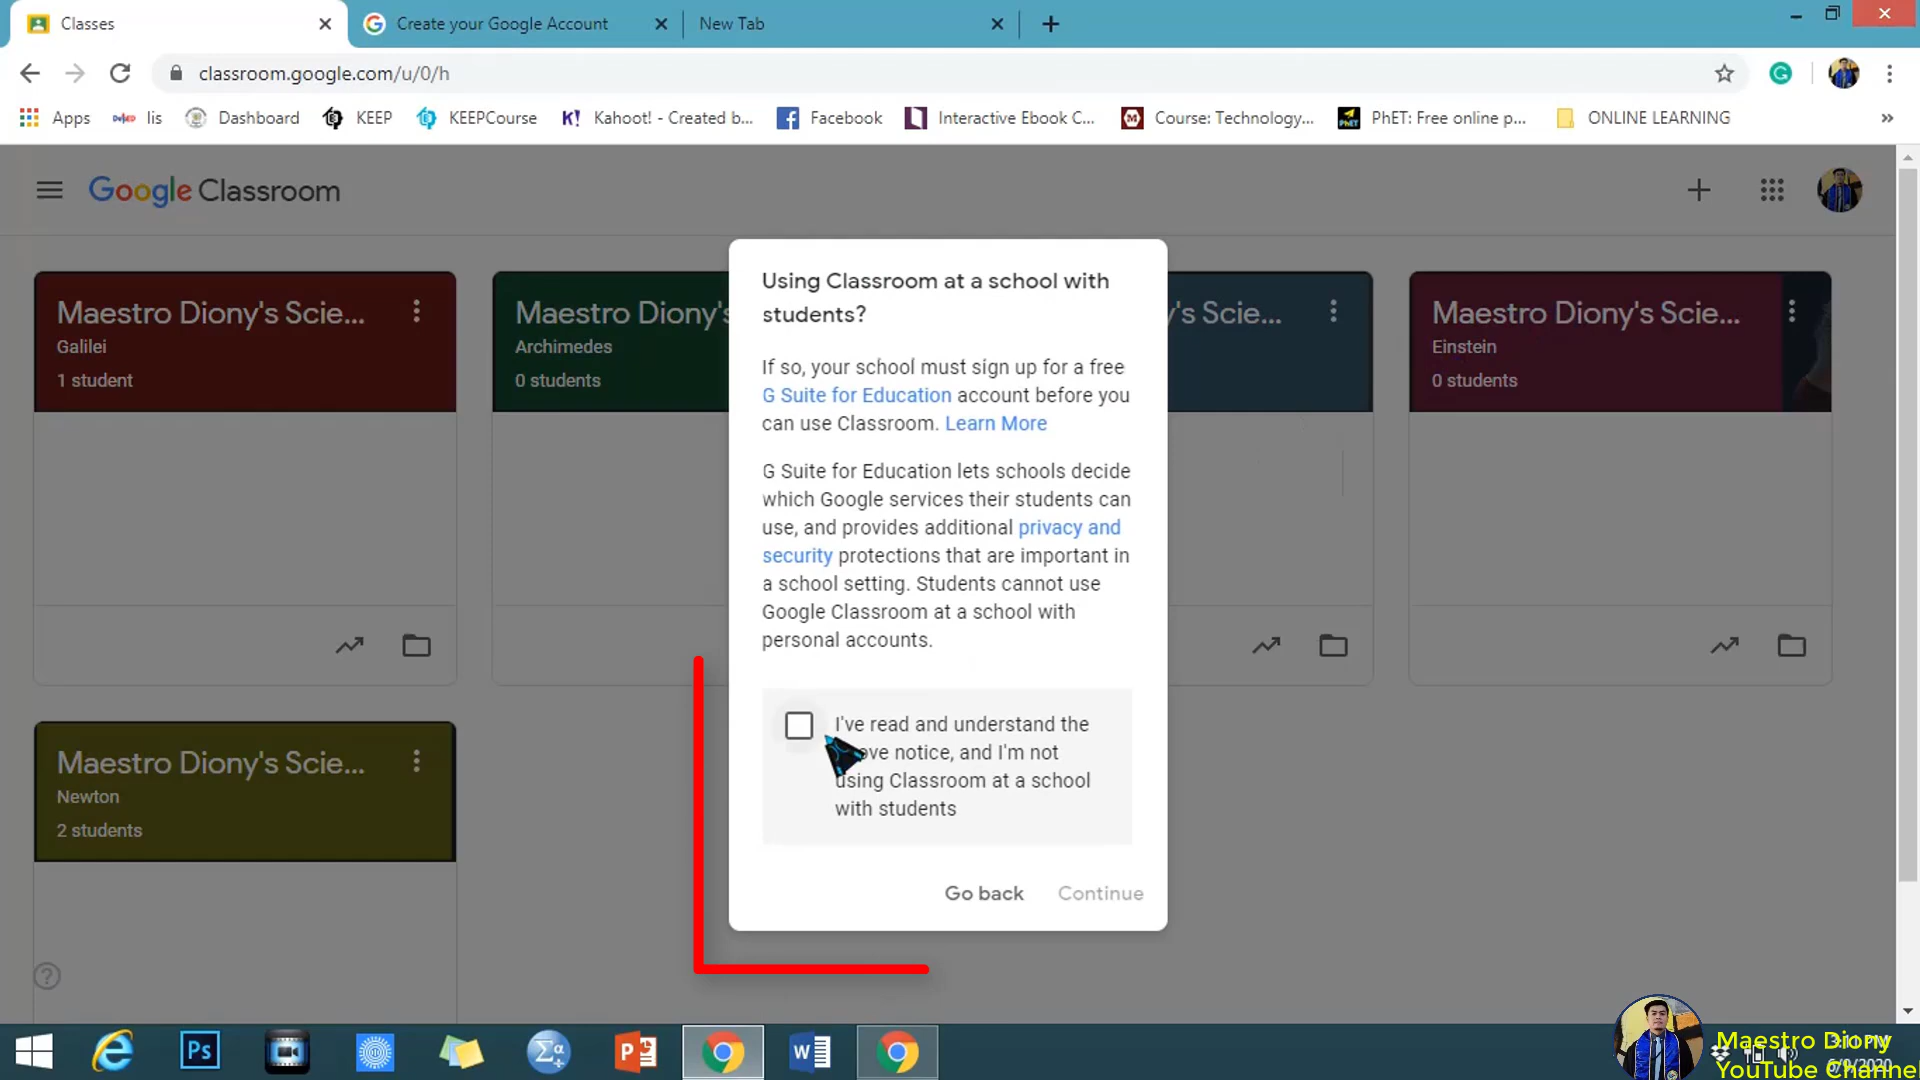 Classes
Create your Google Account
New Tab
classroom.google.com/u/0/h
Apps
lis
Dashboard
KEEP
KEEPCourse
K! Kahoot! - Created b...
Facebook
Interactive Ebook C...
Course: Technology...
PhET: Free online p...
ONLINE LEARNING
Google Classroom
Maestro Diony's Scie...
Galilei
1 student
Maestro Diony's
Archimedes
0 students
's Scie...
Maestro Diony's Scie...
Einstein
0 students
Using Classroom at a school with
students?
If so, your school must sign up for a free
G Suite for Education account before you
can use Classroom. Learn More
G Suite for Education lets schools decide
which Google services their students can
use, and provides additional privacy and
security protections that are important in
a school setting. Students cannot use
Google Classroom at a school with
personal accounts.
I've read and understand the
ove notice, and I'm not
using Classroom at a school
with students
Go back
Continue
Maestro Diony's Scie...
Newton
2 students
Ps
Maestro Diony
YouTube Channel